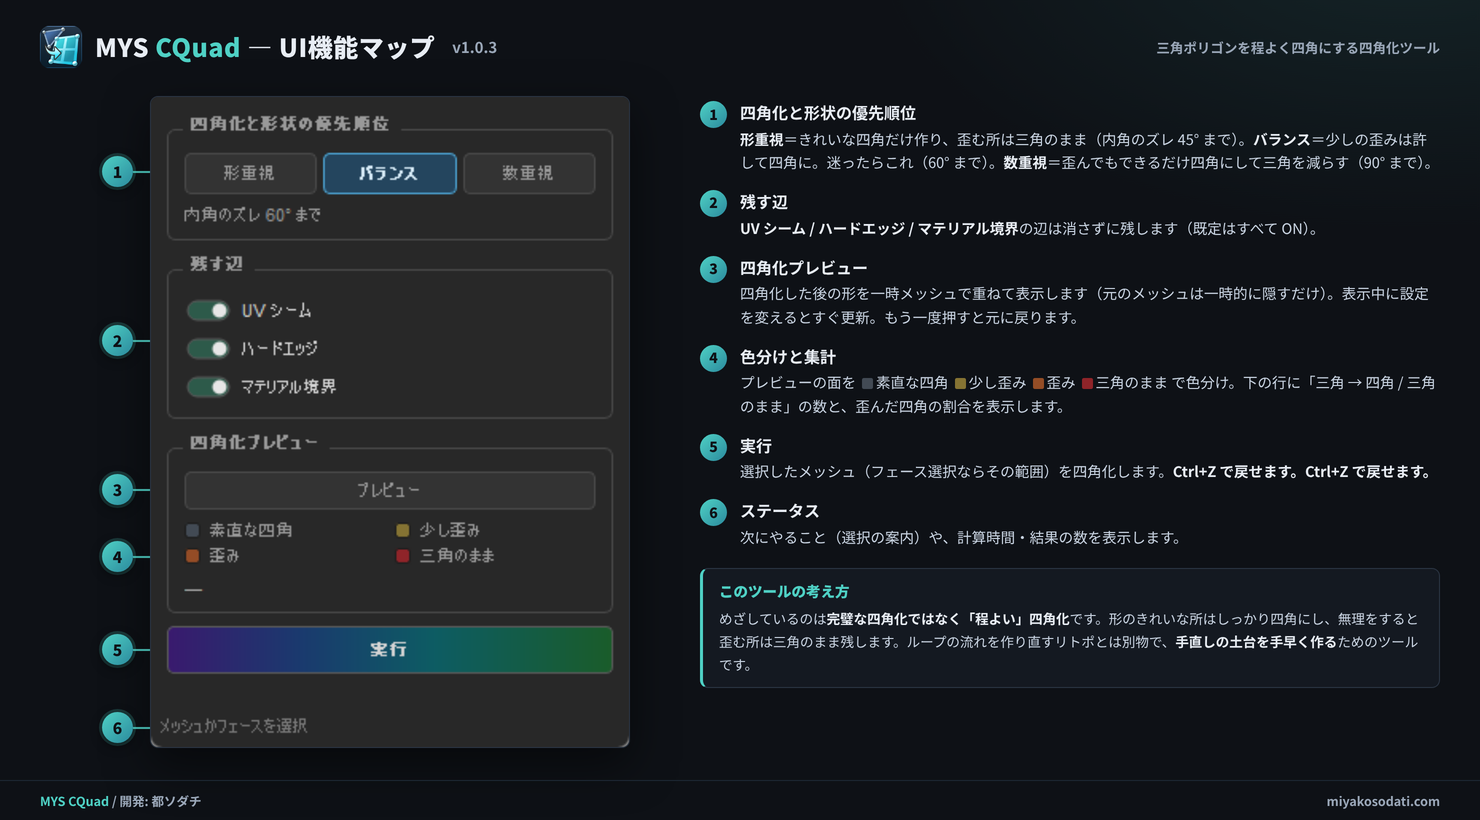 MYS CQuad — UI機能マップ v1.0.3
三角ポリゴンを程よく四角にする四角化ツール
四角化と形状の優先順位
1
形重視 バランス 数重視
内角のズレ 60° まで
残す辺
UV シーム
2
ハードエッジ
マテリアル境界
四角化プレビュー
3
プレビュー
素直な四角 少し歪み
4
歪み 三角のまま
—
5
実行
6
メッシュかフェースを選択
1 四角化と形状の優先順位
形重視＝きれいな四角だけ作り、歪む所は三角のまま（内角のズレ 45° まで）。バランス＝少しの歪みは許
して四角に。迷ったらこれ（60° まで）。数重視＝歪んでもできるだけ四角にして三角を減らす（90° まで）。
2 残す辺
UV シーム / ハードエッジ / マテリアル境界の辺は消さずに残します（既定はすべて ON）。
3 四角化プレビュー
四角化した後の形を一時メッシュで重ねて表示します（元のメッシュは一時的に隠すだけ）。表示中に設定
を変えるとすぐ更新。もう一度押すと元に戻ります。
4 色分けと集計
プレビューの面を 素直な四角 少し歪み 歪み 三角のまま で色分け。下の行に「三角 → 四角 / 三角
のまま」の数と、歪んだ四角の割合を表示します。
5 実行
選択したメッシュ（フェース選択ならその範囲）を四角化します。Ctrl+Z で戻せます。Ctrl+Z で戻せます。
6 ステータス
次にやること（選択の案内）や、計算時間・結果の数を表示します。
このツールの考え方
めざしているのは完璧な四角化ではなく「程よい」四角化です。形のきれいな所はしっかり四角にし、無理をすると
歪む所は三角のまま残します。ループの流れを作り直すリトポとは別物で、手直しの土台を手早く作るためのツール
です。
MYS CQuad / 開発: 都ソダチ
miyakosodati.com